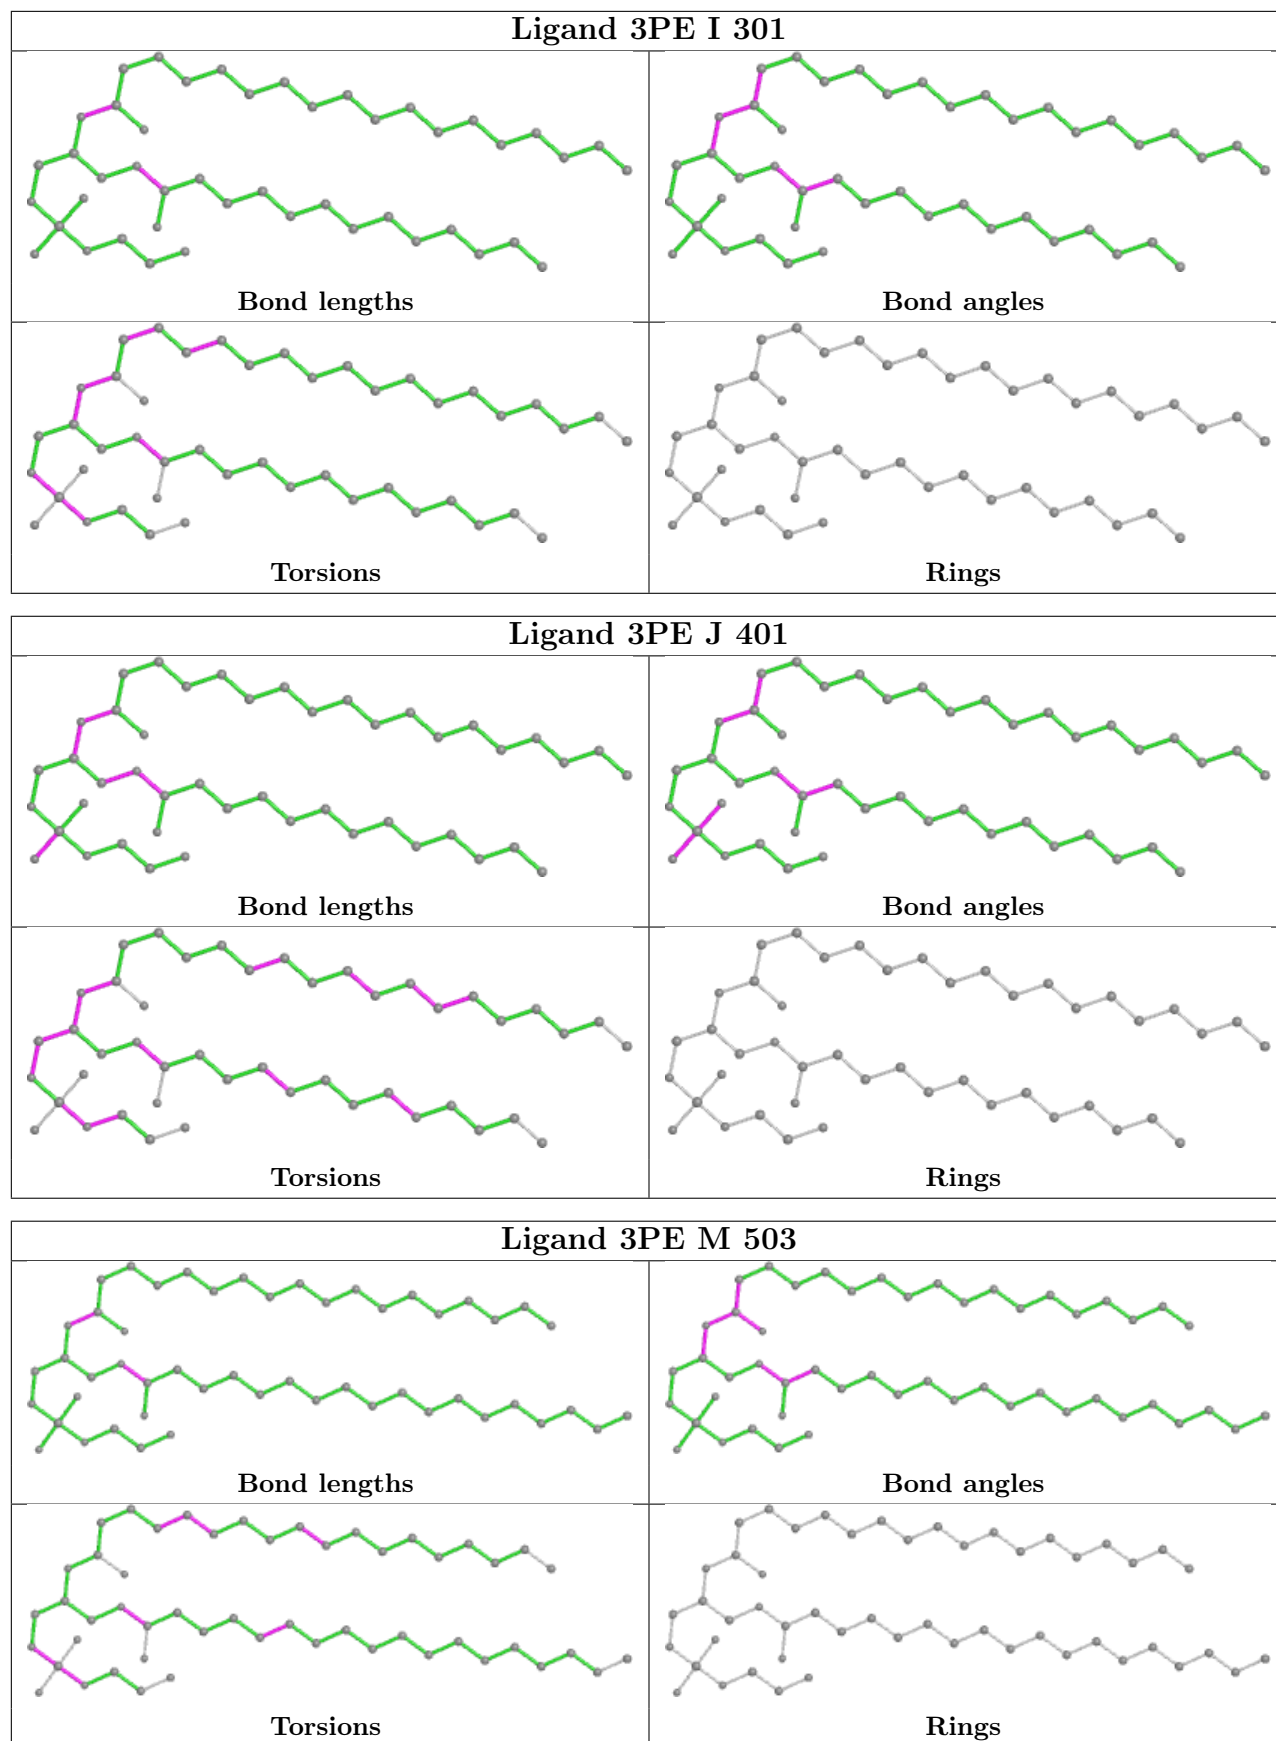 Ligand 3PE I 301
Bond lengths
Bond angles
Torsions
Rings
Ligand 3PE J 401
Bond lengths
Bond angles
Torsions
Rings
Ligand 3PE M 503
Bond lengths
Bond angles
Torsions
Rings